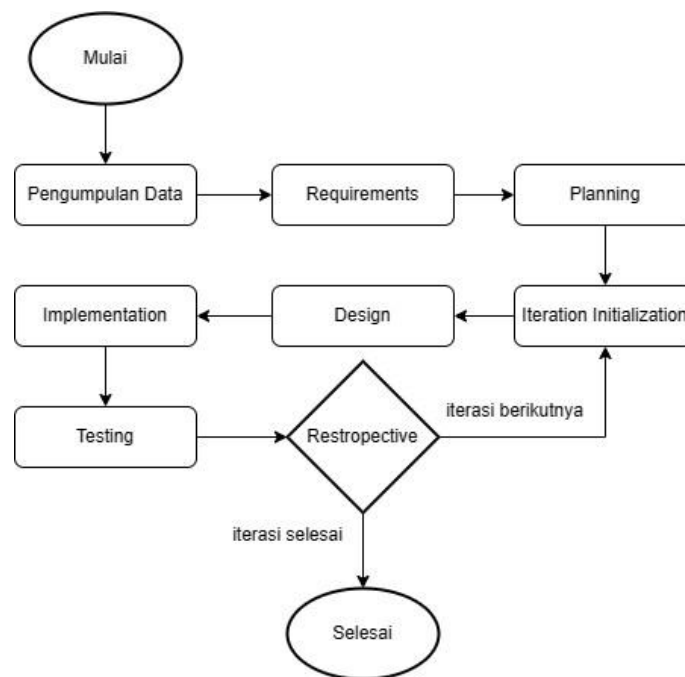 Mulai
Pengumpulan Data
Requirements
Planning
Iteration Initialization
Design
Implementation
Testing
Restropective
iterasi berikutnya
iterasi selesai
Selesai